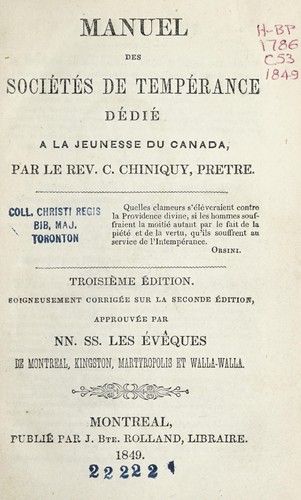 MANUEL
DES
SOCIÉTÉS DE TEMPÉRANCE
DÉDIÉ
A LA JEUNESSE DU CANADA,
PAR LE REV. C. CHINIQUY, PRETRE.
H-BP
1786
C53
1849
COLL. CHRISTI REGIS
BIB. MAJ.
TORONTON
Quelles clameurs s'élèveraient contre
la Providence divine, si les hommes souf-
fraient la moitié autant par le fait de la
piété et de la vertu, qu'ils souffrent au
service de l'Intempérance.
ORSINI.
TROISIÈME ÉDITION.
SOIGNEUSEMENT CORRIGÉE SUR LA SECONDE ÉDITION,
APPROUVÉE PAR
NN. SS. LES ÉVÊQUES
DE MONTREAL, KINGSTON, MARTYROPOLIS ET WALLA-WALLA.
MONTREAL,
PUBLIÉ PAR J. BTE. ROLLAND, LIBRAIRE.
1849.
22222